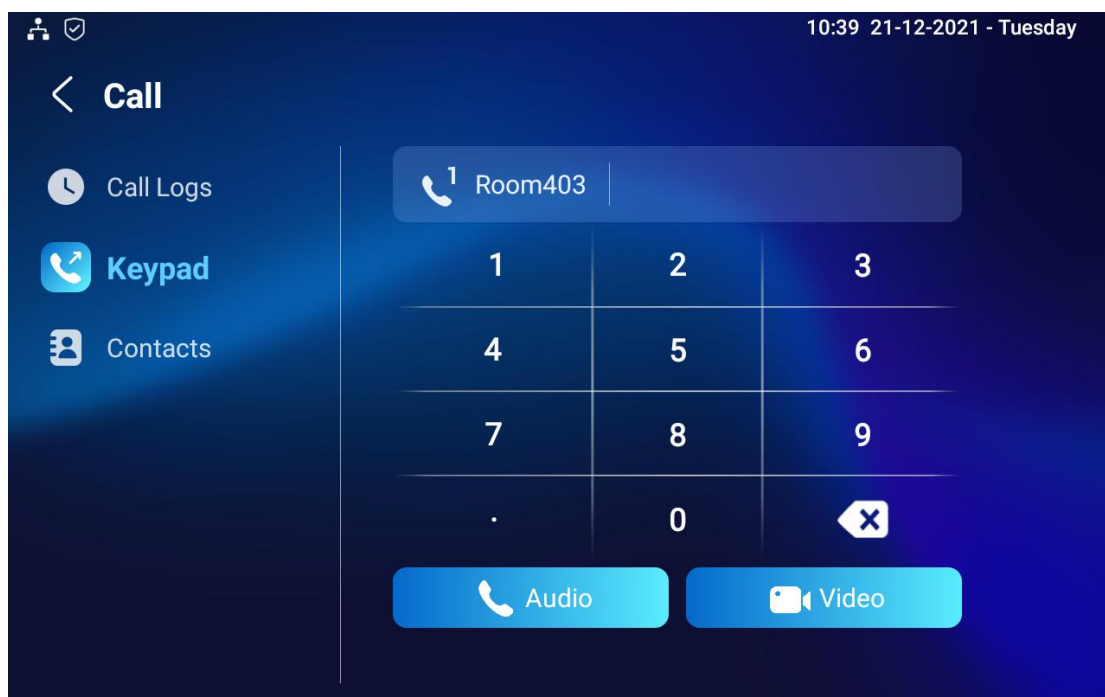 10:39 21-12-2021 - Tuesday
Call
Call Logs
Keypad
Contacts
1 Room403
1 2 3
4 5 6
7 8 9
. 0
Audio Video